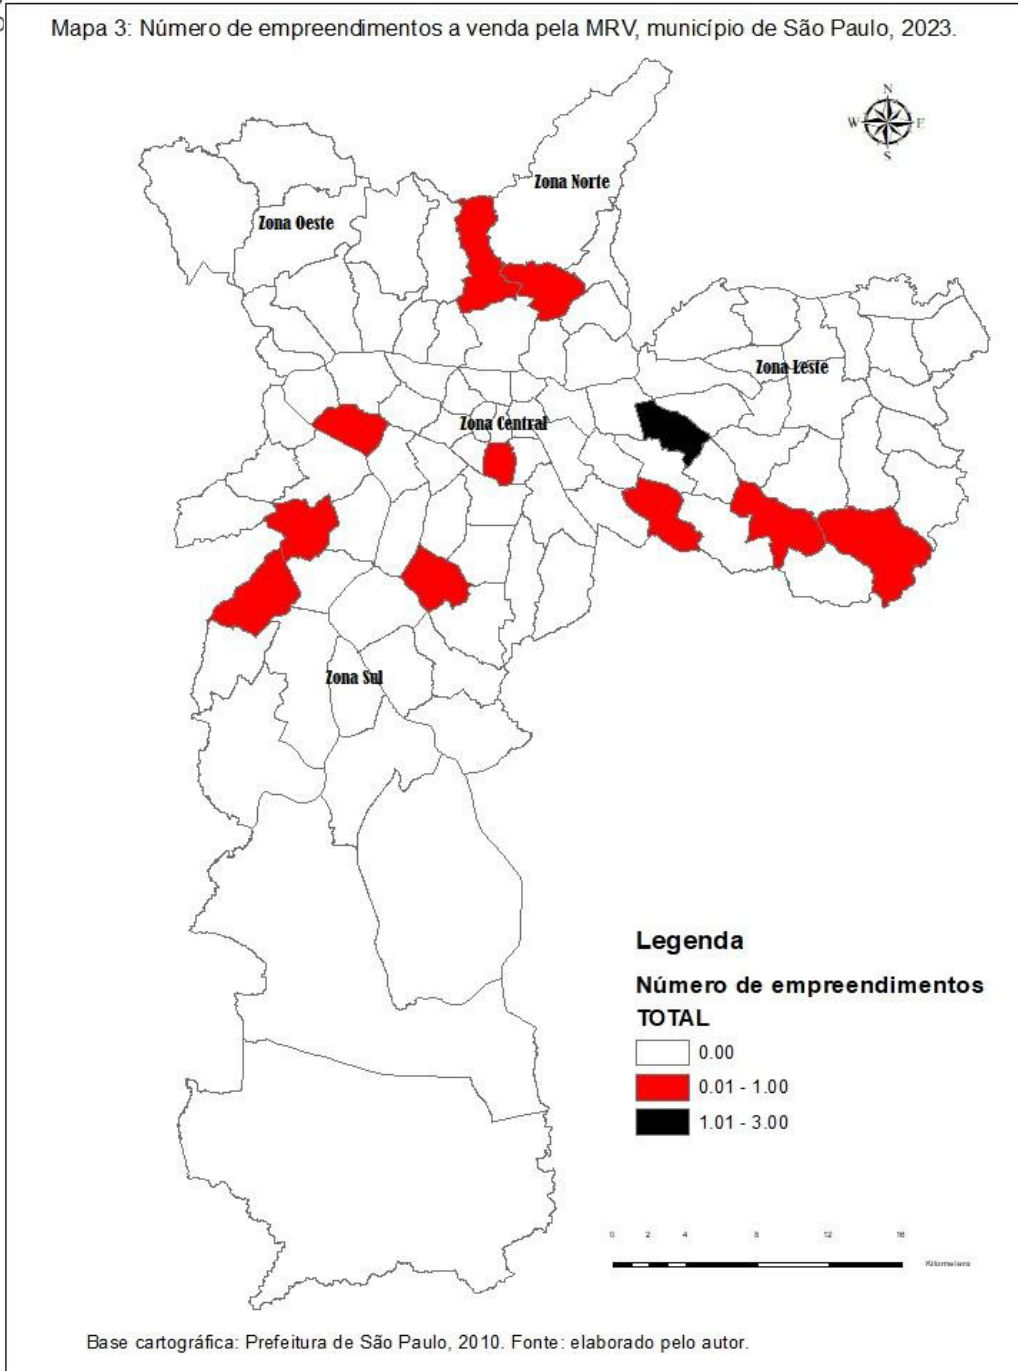 Mapa 3: Número de empreendimentos a venda pela MRV, município de São Paulo, 2023.
N
W E
S
Zona Norte
Zona Oeste
Zona Leste
Zona Central
Zona Sul
Legenda
Número de empreendimentos
TOTAL
0.00
0.01 - 1.00
1.01 - 3.00
0 2 4 8 12 16
Kilometers
Base cartográfica: Prefeitura de São Paulo, 2010. Fonte: elaborado pelo autor.